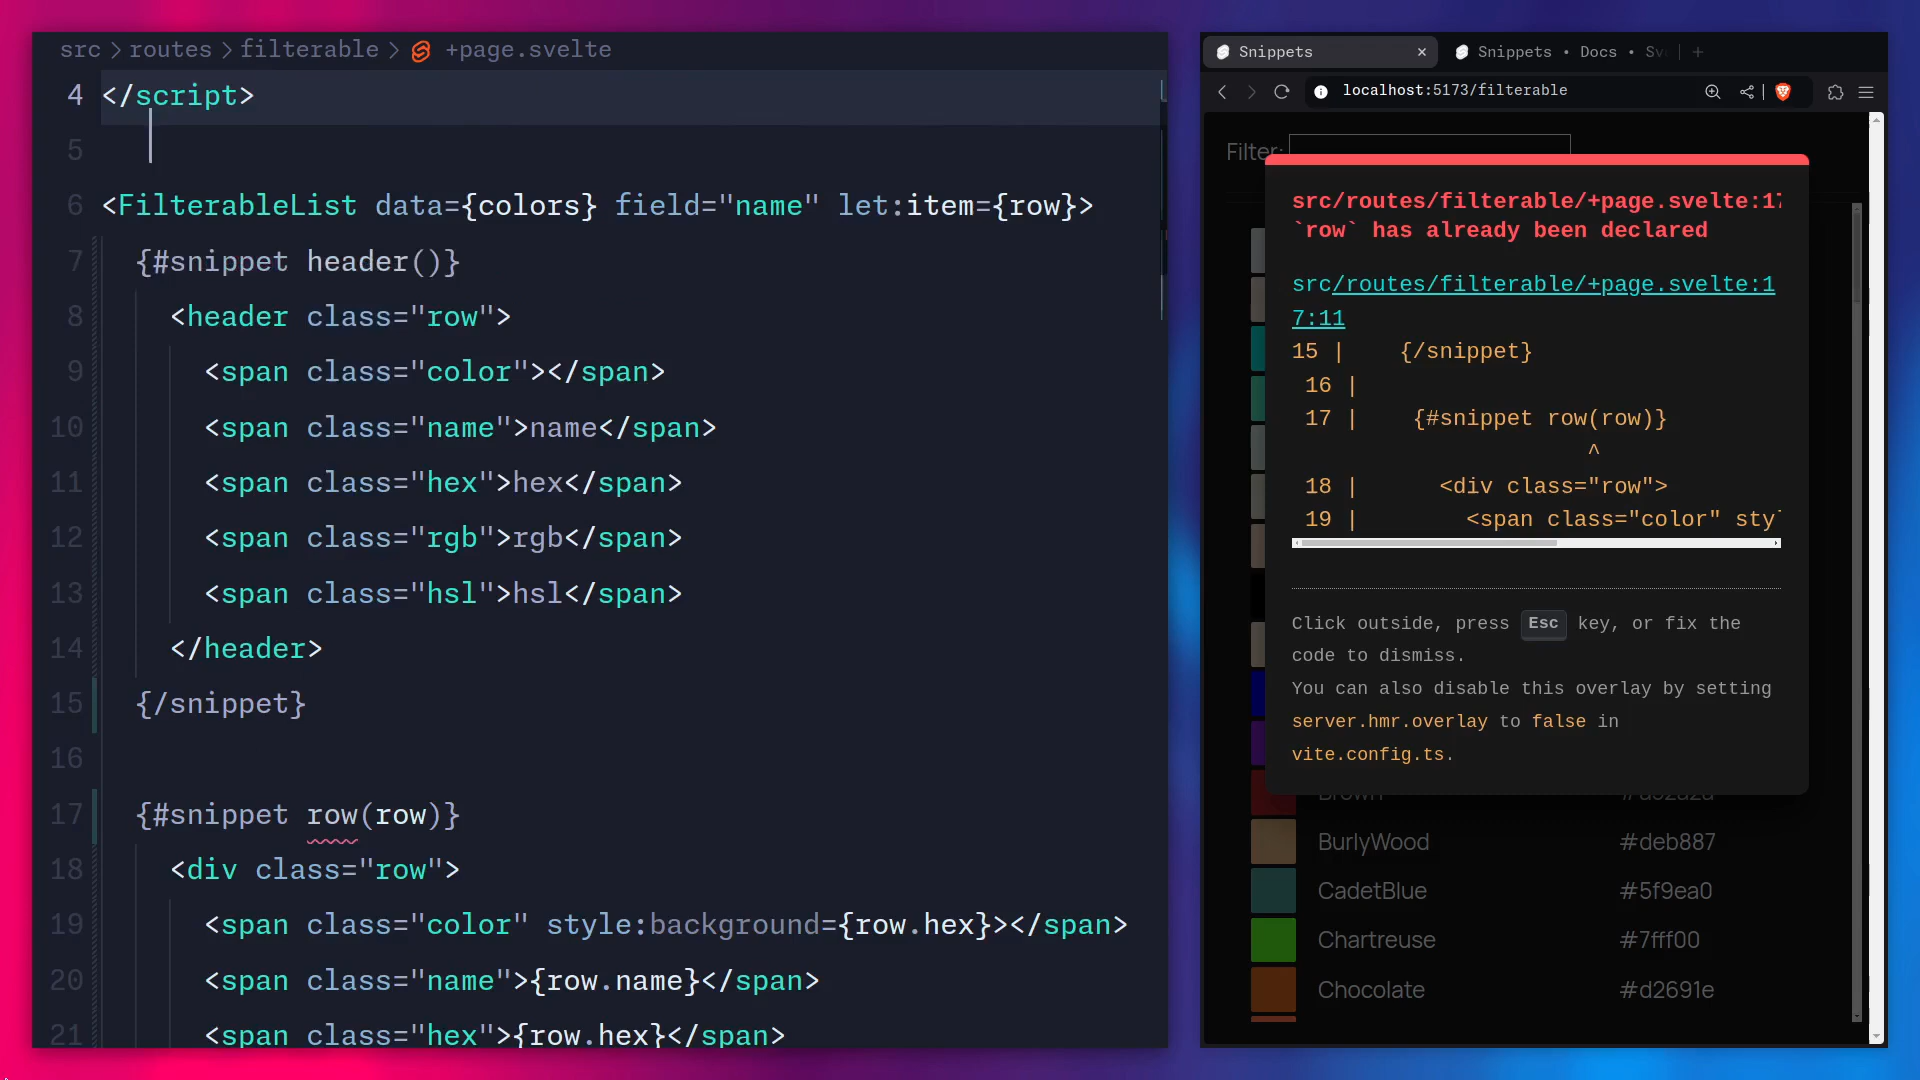 src > routes > filterable > +page.svelte
4 </script>
5
6 <FilterableList data={colors} field="name" let:item={row}>
7 {#snippet header()}
8 <header class="row">
9 <span class="color"></span>
10 <span class="name">name</span>
11 <span class="hex">hex</span>
12 <span class="rgb">rgb</span>
13 <span class="hsl">hsl</span>
14 </header>
15 {/snippet}
16
17 {#snippet row(row)}
18 <div class="row">
19 <span class="color" style:background={row.hex}></span>
20 <span class="name">{row.name}</span>
21 <span class="hex">{row.hex}</span>
Snippets × Snippets • Docs • Sv +
localhost:5173/filterable
Filter:
src/routes/filterable/+page.svelte:17
`row` has already been declared
src/routes/filterable/+page.svelte:1
7:11
15 | {/snippet}
16 |
17 | {#snippet row(row)}
^
18 | <div class="row">
19 | <span class="color" sty
Click outside, press Esc key, or fix the
code to dismiss.
You can also disable this overlay by setting
server.hmr.overlay to false in
vite.config.ts.
Brown #a52a2a
BurlyWood #deb887
CadetBlue #5f9ea0
Chartreuse #7fff00
Chocolate #d2691e